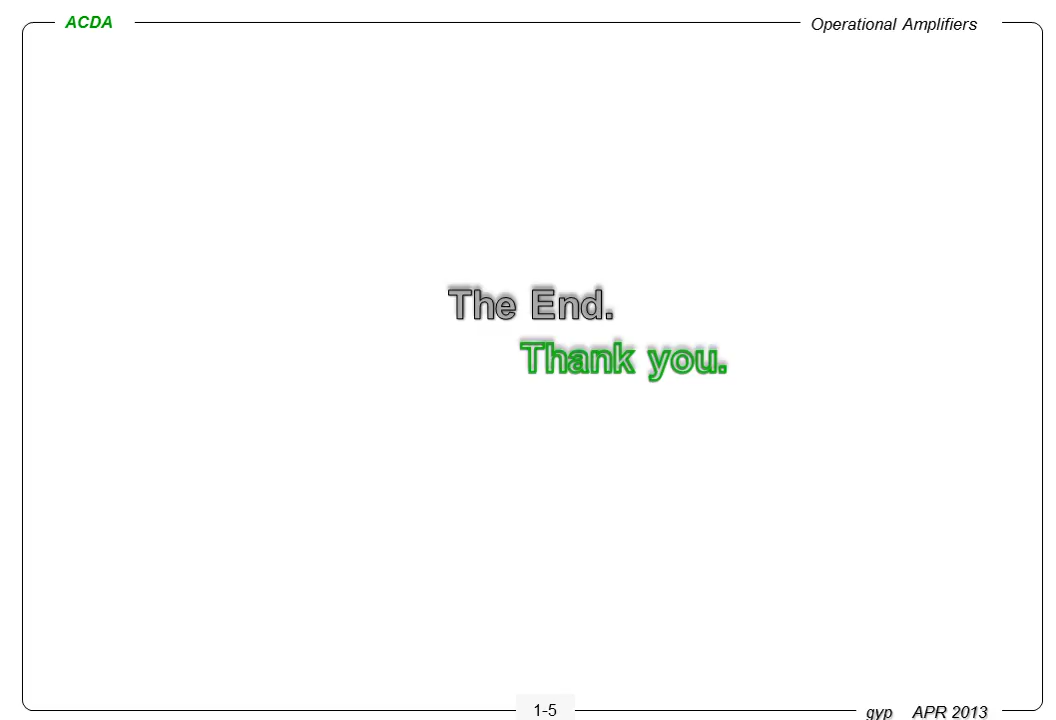 ACDA
Operational Amplifiers
The End.
Thank you.
1-5
gyp APR 2013